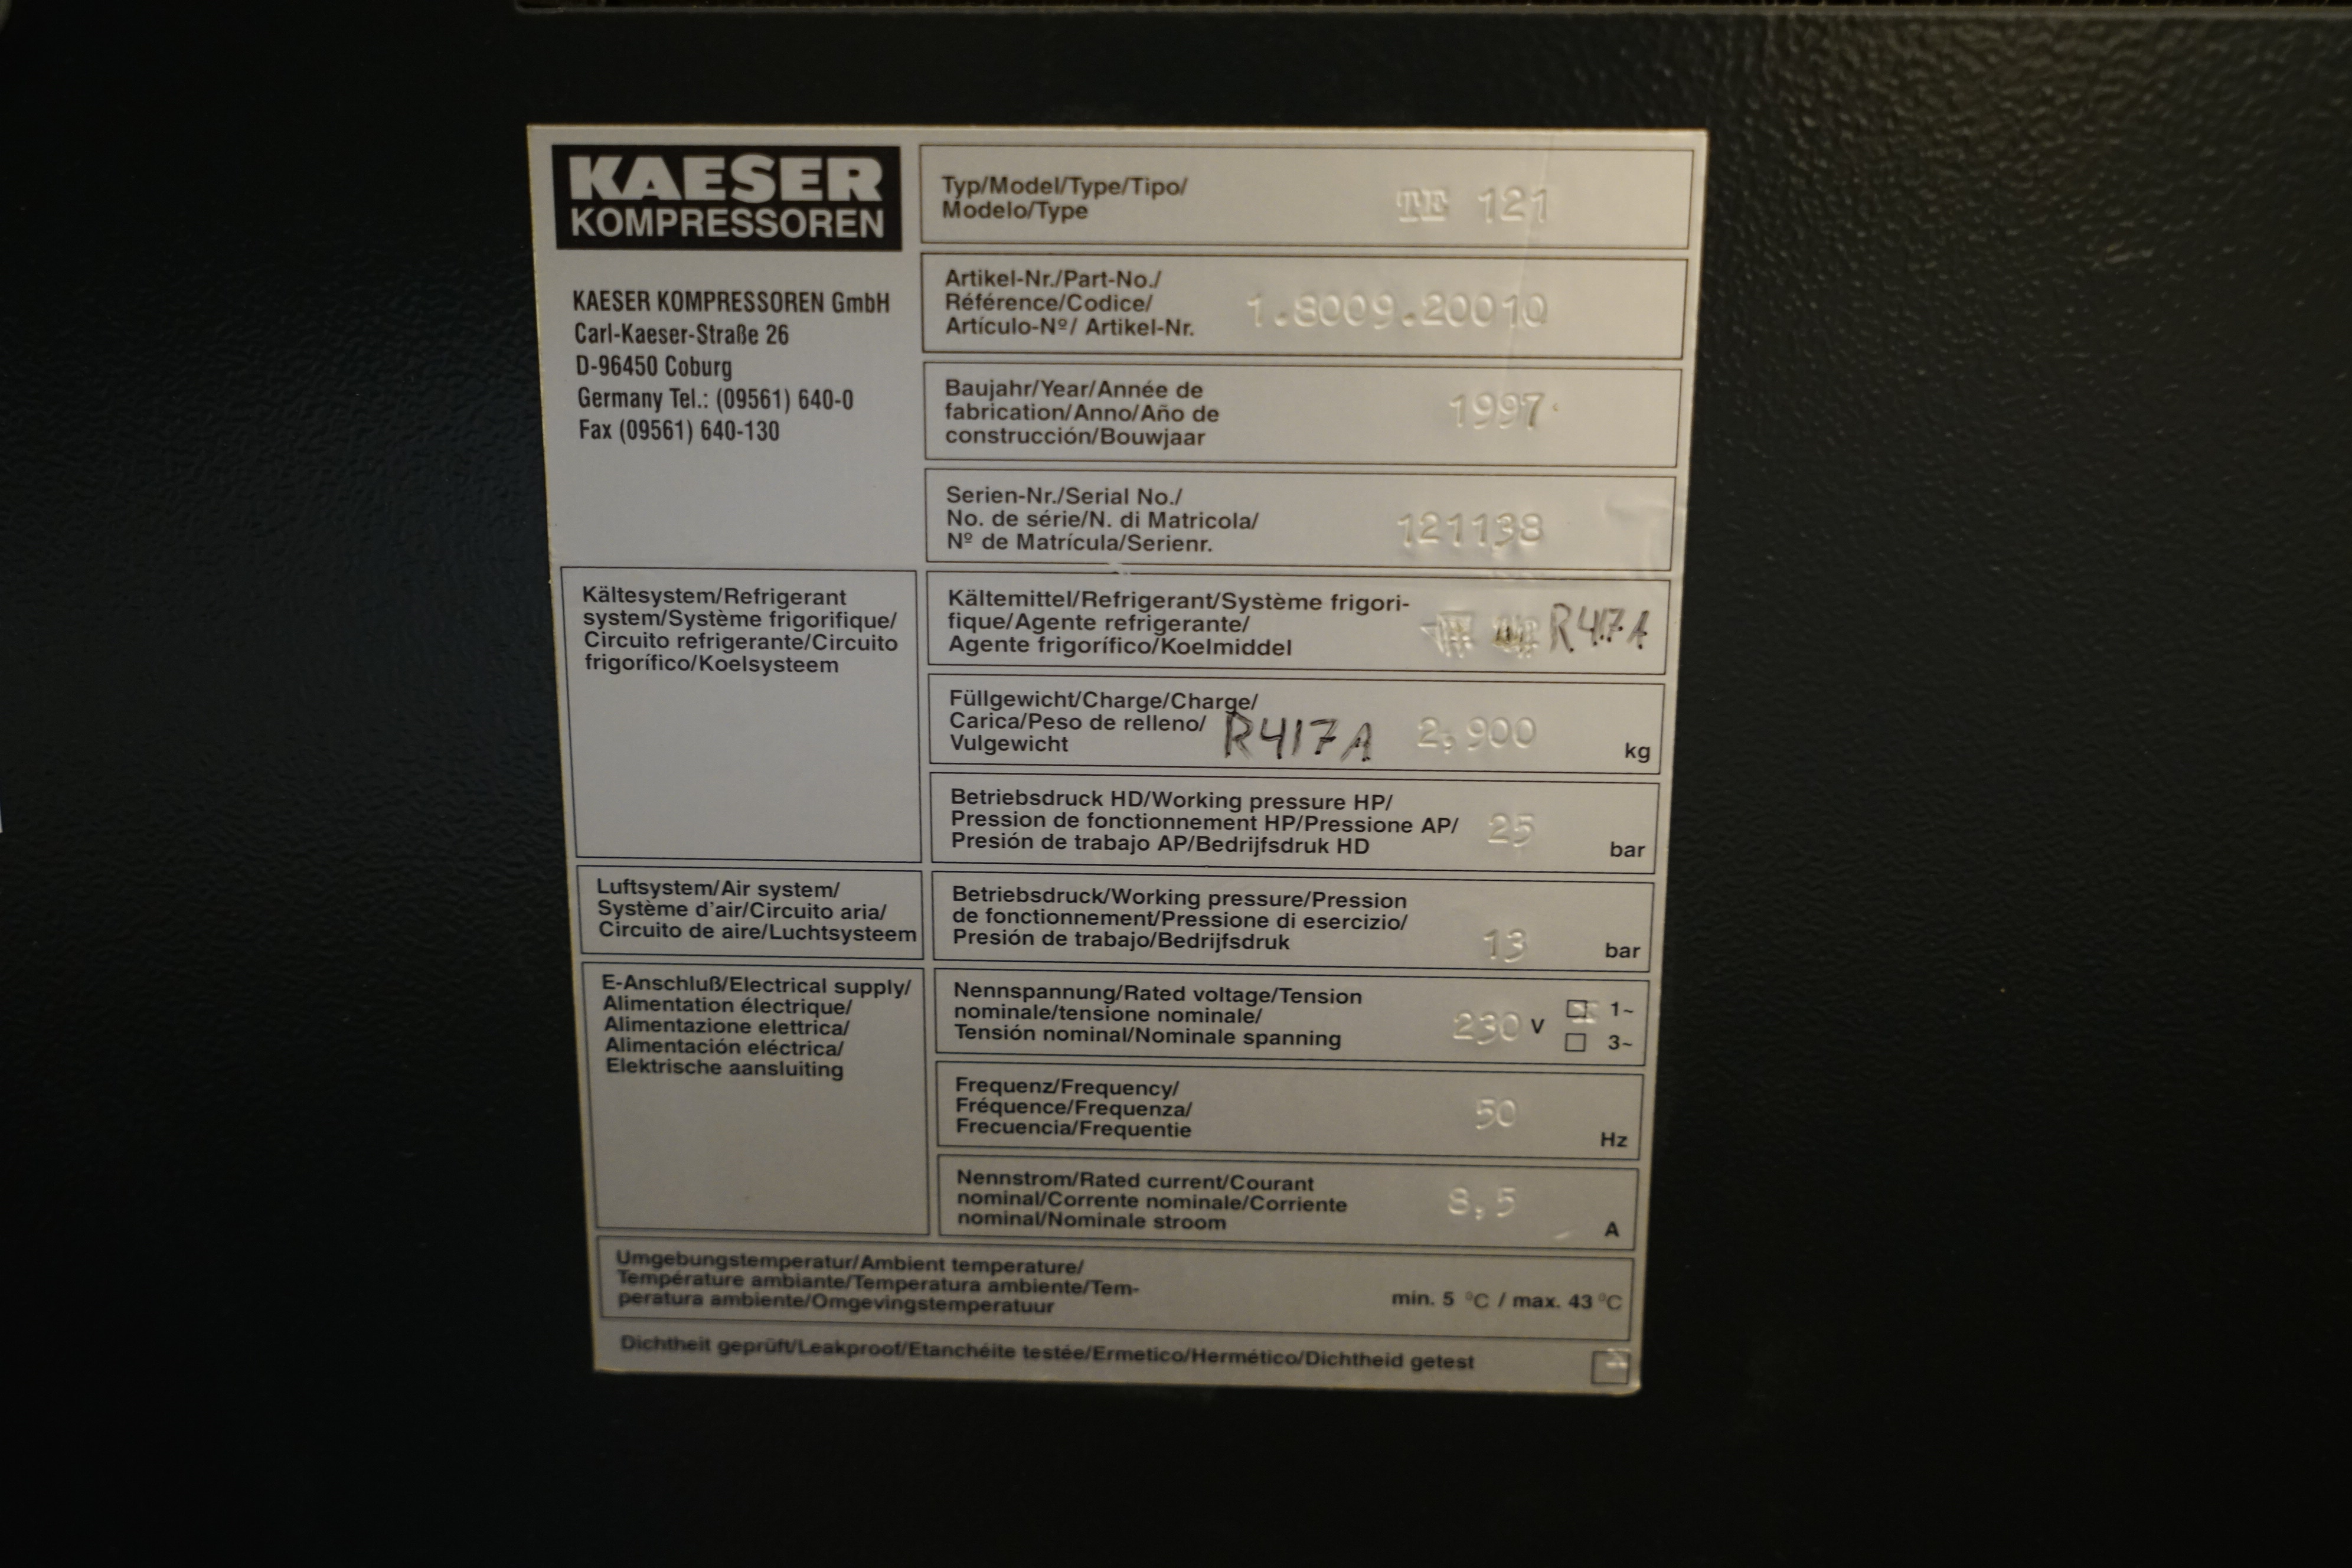 KAESER
KOMPRESSOREN
KAESER KOMPRESSOREN GmbH
Carl-Kaeser-Straße 26
D-96450 Coburg
Germany Tel.: (09561) 640-0
Fax (09561) 640-130
Typ/Model/Type/Tipo/
Modelo/Type
TE 121
Artikel-Nr./Part-No./
Référence/Codice/
Artículo-Nº/ Artikel-Nr.
1.8009.20010
Baujahr/Year/Année de
fabrication/Anno/Año de
construcción/Bouwjaar
1997
Serien-Nr./Serial No./
No. de série/N. di Matricola/
Nº de Matrícula/Serienr.
121138
Kältesystem/Refrigerant
system/Système frigorifique/
Circuito refrigerante/Circuito
frigorífico/Koelsysteem
Kältemittel/Refrigerant/Système frigori-
fique/Agente refrigerante/
Agente frigorífico/Koelmiddel
R417A
Füllgewicht/Charge/Charge/
Carica/Peso de relleno/
Vulgewicht
R417A
2,900
kg
Betriebsdruck HD/Working pressure HP/
Pression de fonctionnement HP/Pressione AP/
Presión de trabajo AP/Bedrijfsdruk HD
25
bar
Luftsystem/Air system/
Système d'air/Circuito aria/
Circuito de aire/Luchtsysteem
Betriebsdruck/Working pressure/Pression
de fonctionnement/Pressione di esercizio/
Presión de trabajo/Bedrijfsdruk
13
bar
E-Anschluß/Electrical supply/
Alimentation électrique/
Alimentazione elettrica/
Alimentación eléctrica/
Elektrische aansluiting
Nennspannung/Rated voltage/Tension
nominale/tensione nominale/
Tensión nominal/Nominale spanning
230 V
1~
3~
Frequenz/Frequency/
Fréquence/Frequenza/
Frecuencia/Frequentie
50
Hz
Nennstrom/Rated current/Courant
nominal/Corrente nominale/Corriente
nominal/Nominale stroom
8,5
A
Umgebungstemperatur/Ambient temperature/
Température ambiante/Temperatura ambiente/Tem-
peratura ambiente/Omgevingstemperatuur
min. 5 °C / max. 43 °C
Dichtheit geprüft/Leakproof/Etanchéite testée/Ermetico/Hermético/Dichtheid getest